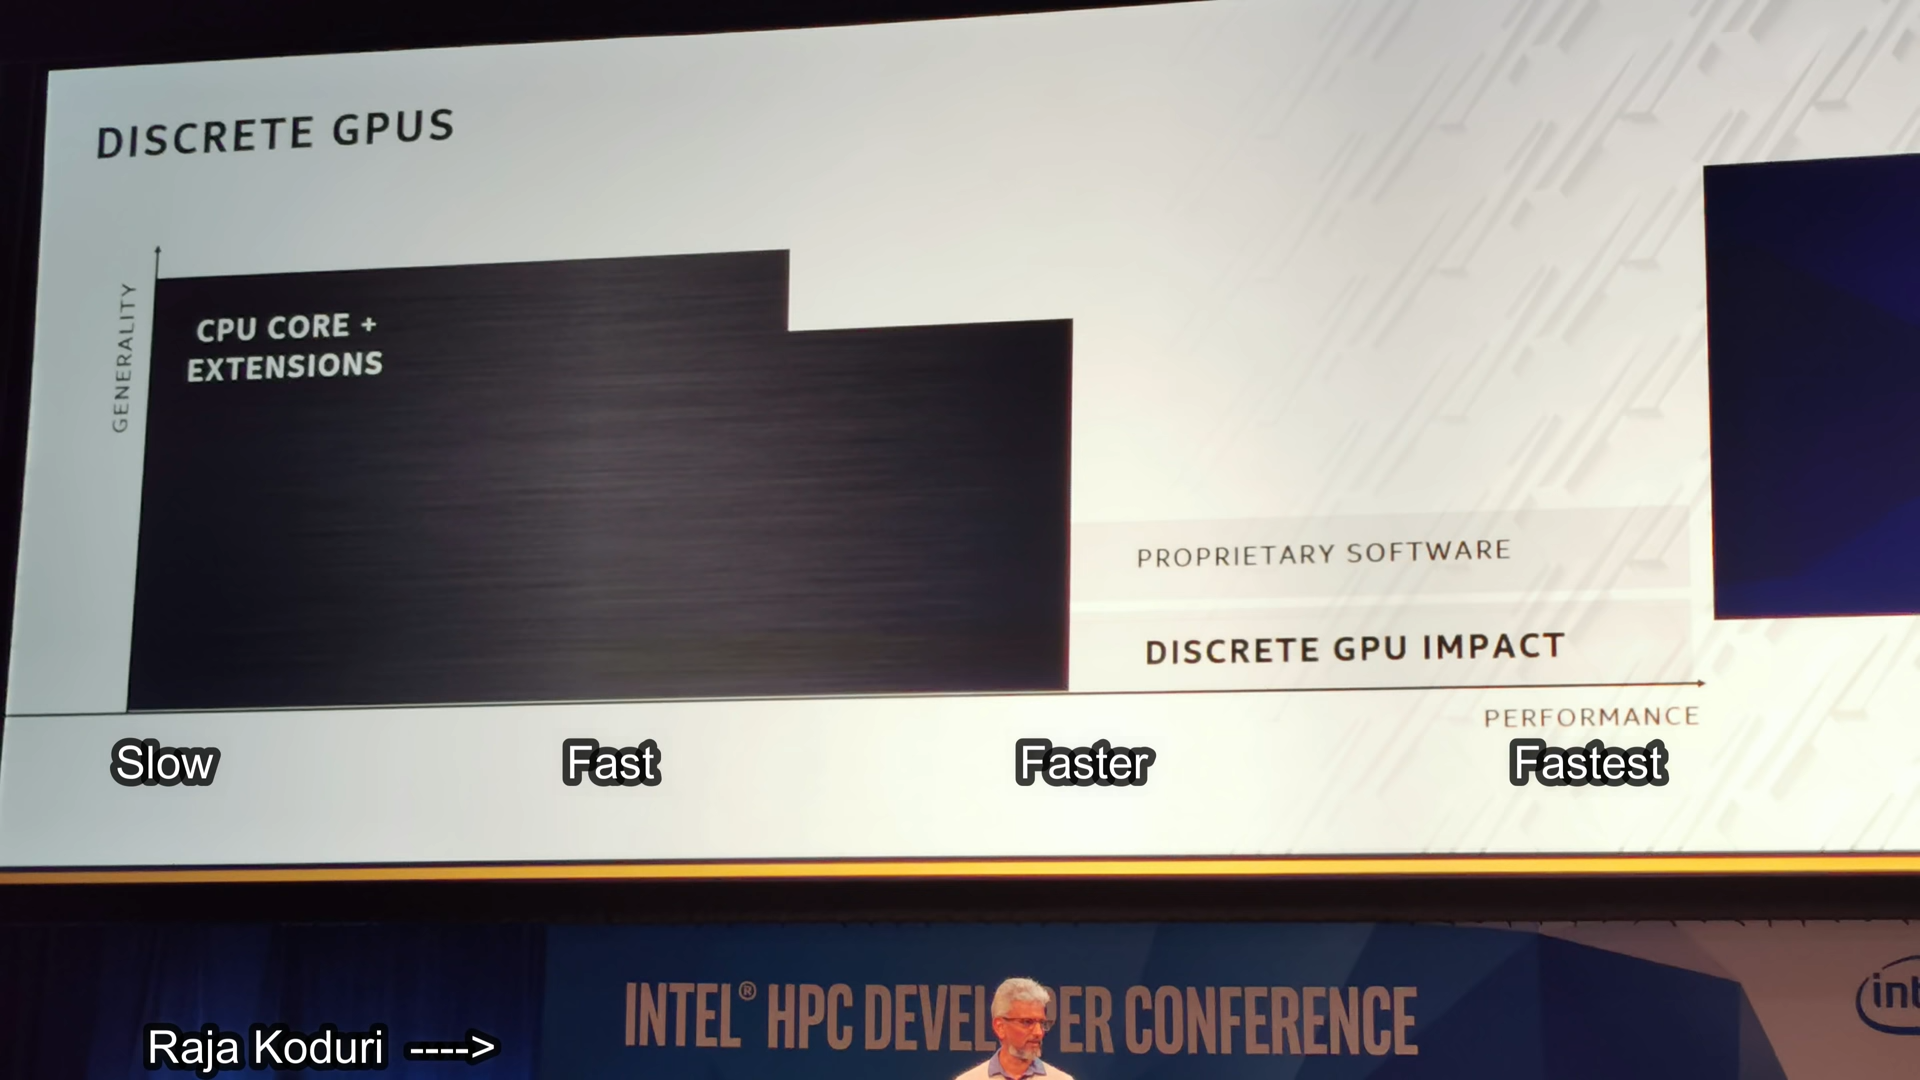 DISCRETE GPUS
GENERALITY
CPU CORE +
EXTENSIONS
PROPRIETARY SOFTWARE
DISCRETE GPU IMPACT
PERFORMANCE
Slow
Fast
Faster
Fastest
INTEL® HPC DEVEL ER CONFERENCE
int
Raja Koduri ---->